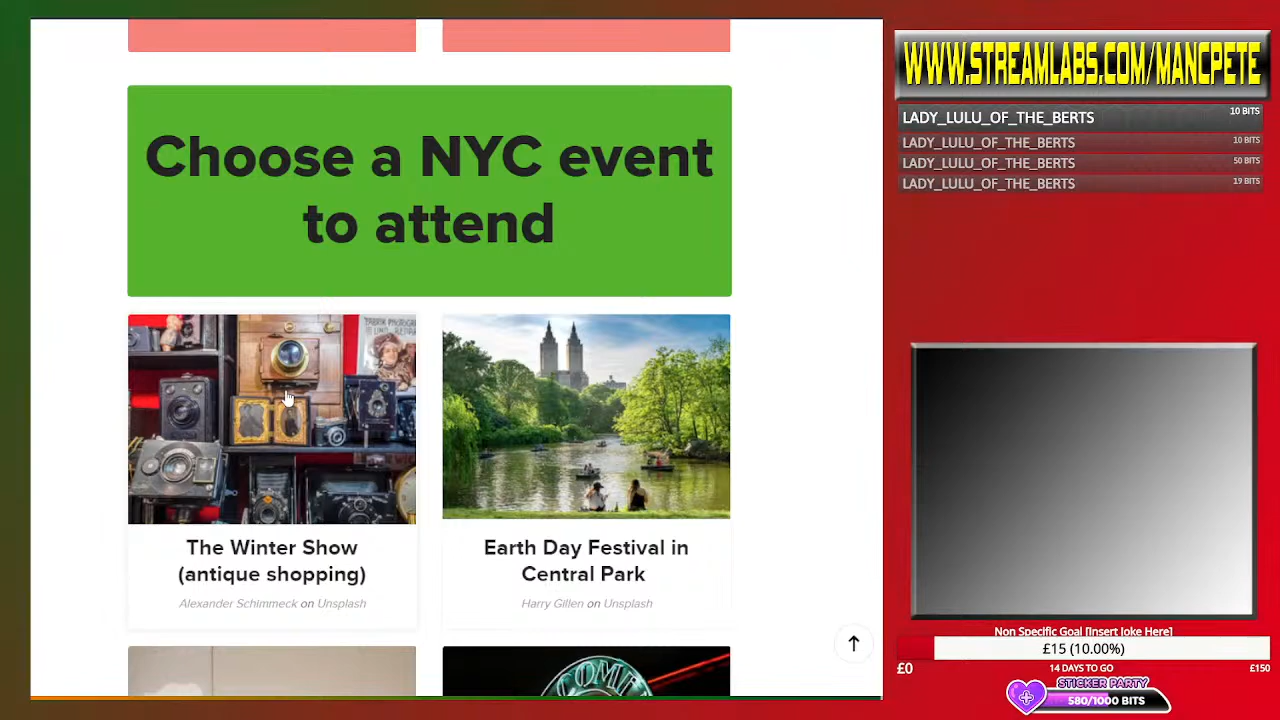 Choose a NYC event
to attend
The Winter Show
(antique shopping)
Alexander Schimmeck on Unsplash
Earth Day Festival in
Central Park
Harry Gillen on Unsplash
WWW.STREAMLABS.COM/MANCPETE
LADY_LULU_OF_THE_BERTS 10 BITS
LADY_LULU_OF_THE_BERTS 10 BITS
LADY_LULU_OF_THE_BERTS 50 BITS
LADY_LULU_OF_THE_BERTS 19 BITS
Non Specific Goal [Insert Joke Here]
£15 (10.00%)
£0 14 DAYS TO GO £150
STICKER PARTY
580/1000 BITS